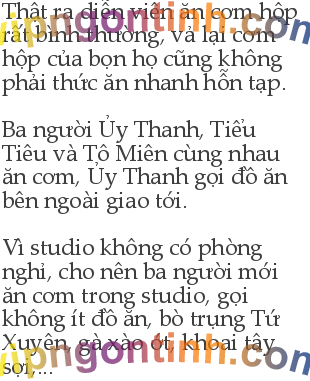 Thật ra diễn viên ăn cơm hộp
rất bình thường, vả lại cơm
hộp của bọn họ cũng không
phải thức ăn nhanh hỗn tạp.
Ba người Ủy Thanh, Tiểu
Tiêu và Tô Miên cùng nhau
ăn cơm, Ủy Thanh gọi đồ ăn
bên ngoài giao tới.
Vì studio không có phòng
nghỉ, cho nên ba người mới
ăn cơm trong studio, gọi
không ít đồ ăn, bò trụng Tứ
Xuyên, gà xào ớt, khoai tây
sợi,...
vipngontinh.com
vipngontinh.com